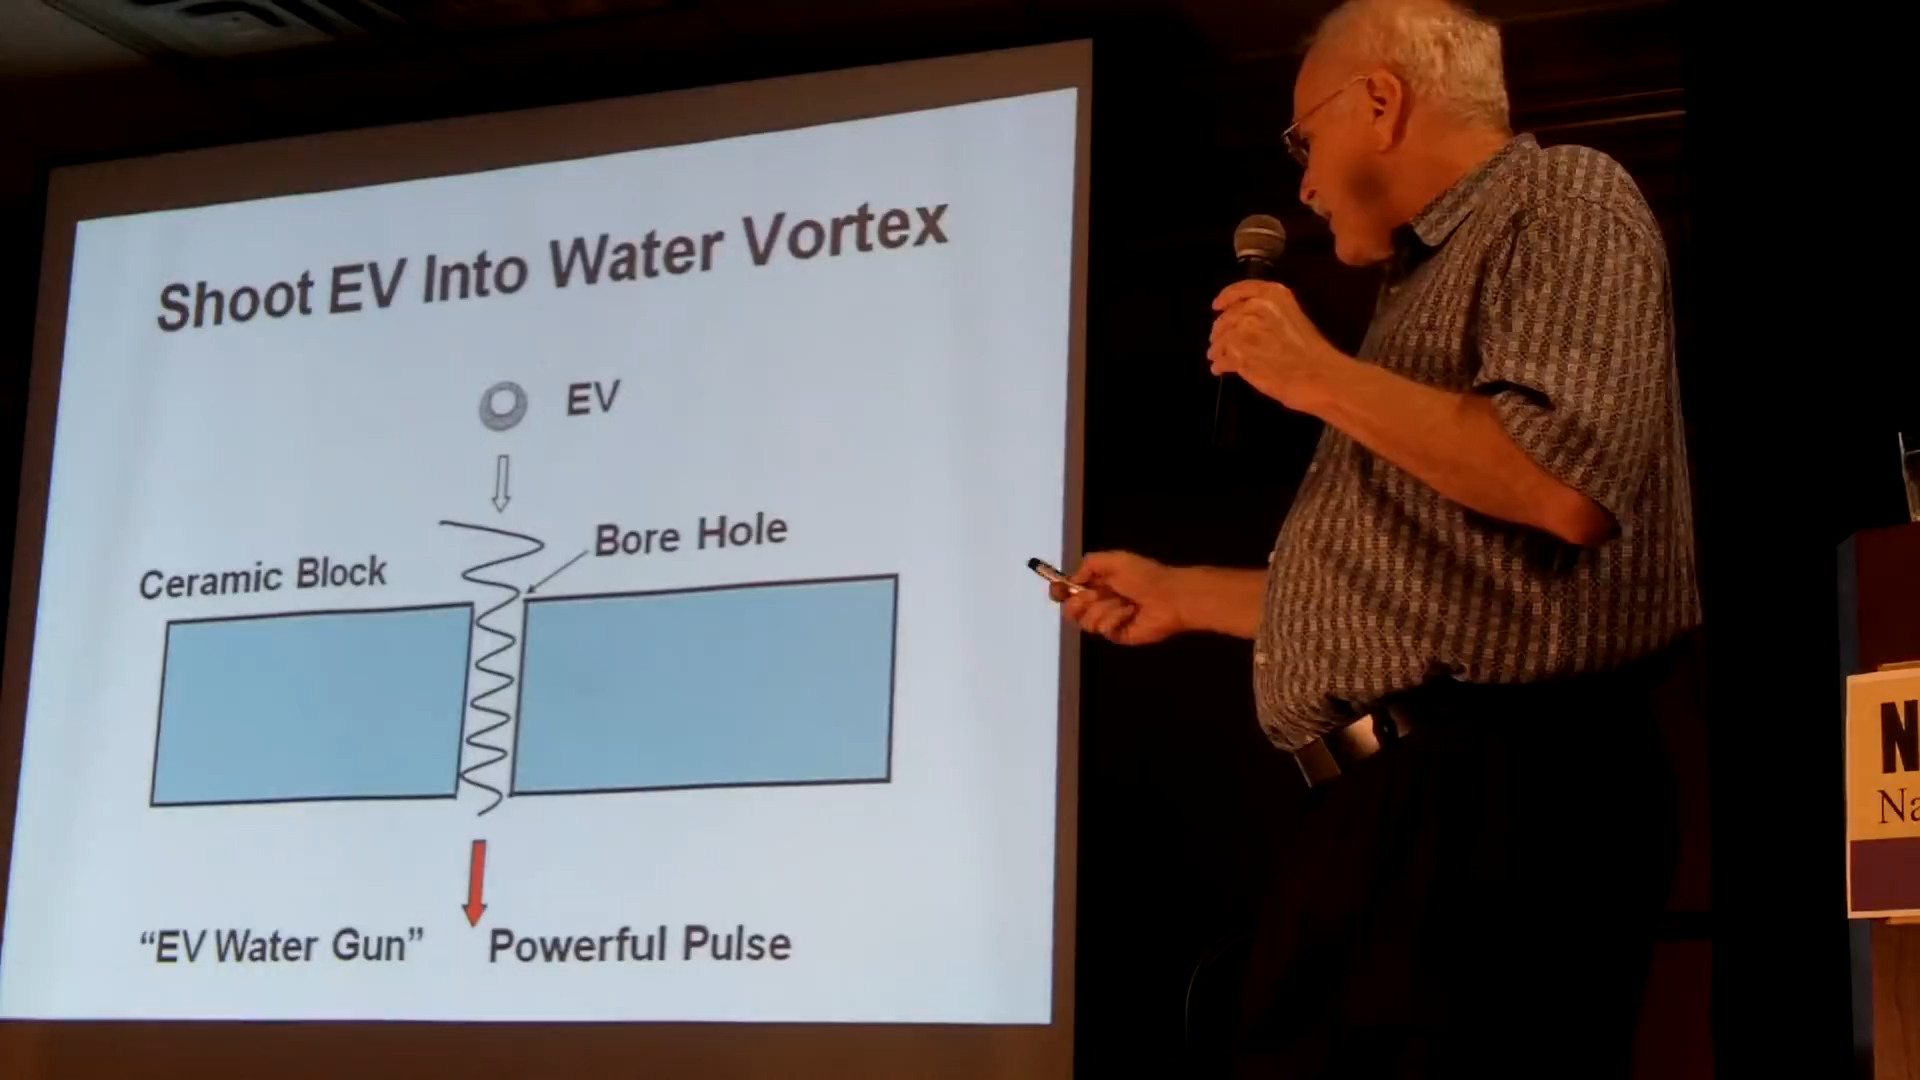 Shoot EV Into Water Vortex
EV
Bore Hole
Ceramic Block
“EV Water Gun” Powerful Pulse